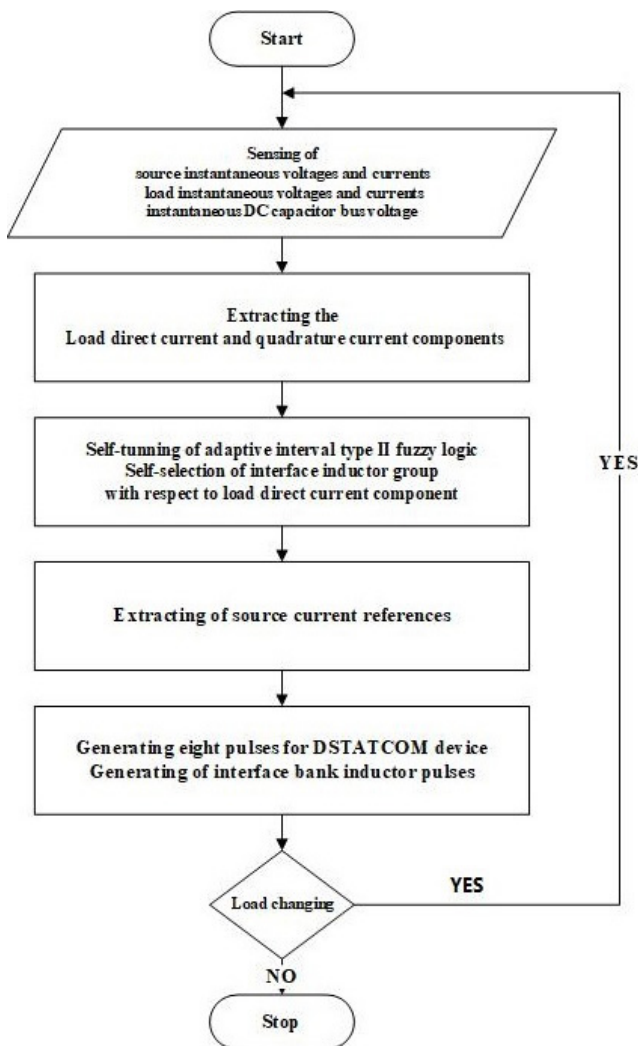 Start
Sensing of
source instantaneous voltages and currents
load instantaneous voltages and currents
instantaneous DC capacitor bus voltage
Extracting the
Load direct current and quadrature current components
Self-tunning of adaptive interval type II fuzzy logic
Self-selection of interface inductor group
with respect to load direct current component
YES
Extracting of source current references
Generating eight pulses for DSTATCOM device
Generating of interface bank inductor pulses
Load changing
YES
NO
Stop